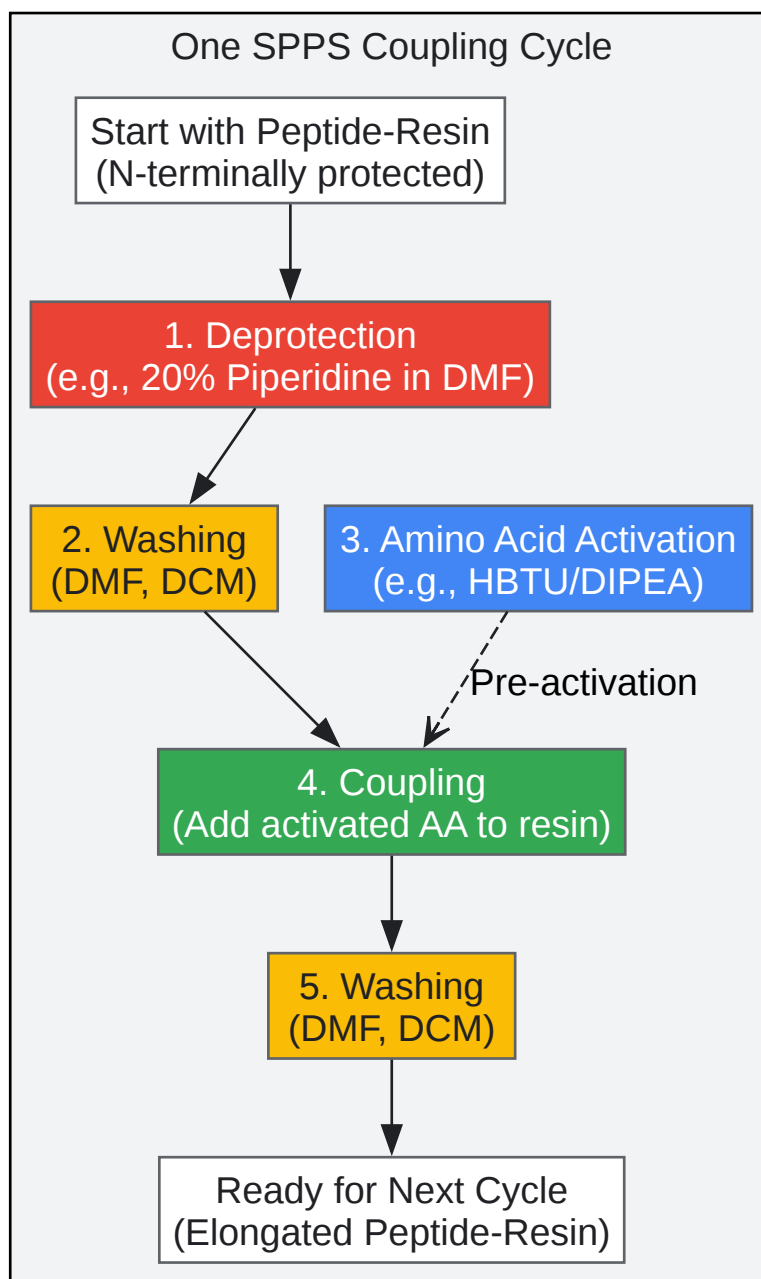 One SPPS Coupling Cycle
Start with Peptide-Resin
(N-terminally protected)
1. Deprotection
(e.g., 20% Piperidine in DMF)
2. Washing
(DMF, DCM)
3. Amino Acid Activation
(e.g., HBTU/DIPEA)
Pre-activation
4. Coupling
(Add activated AA to resin)
5. Washing
(DMF, DCM)
Ready for Next Cycle
(Elongated Peptide-Resin)